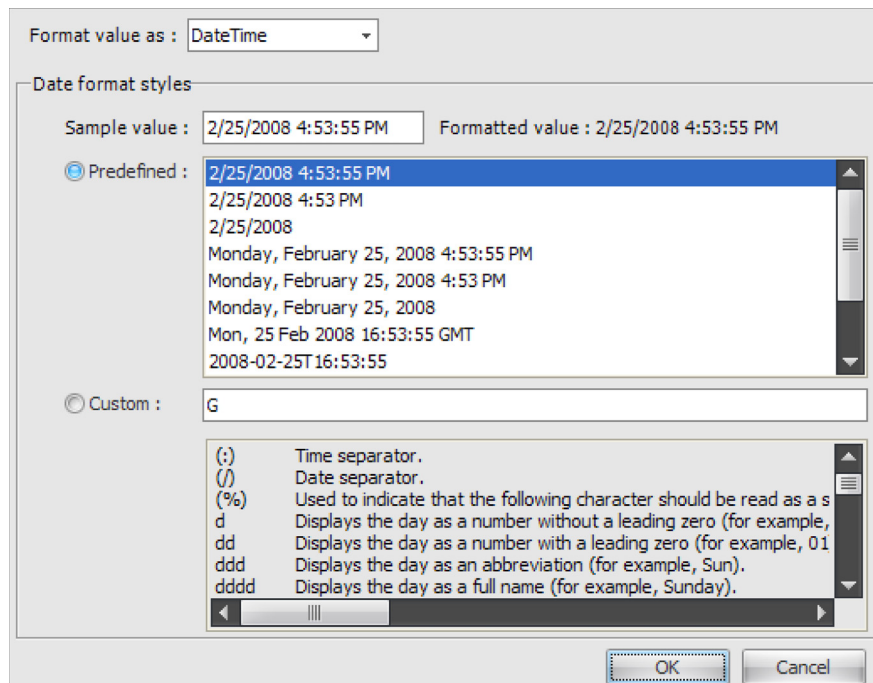 Format value as : DateTime
Date format styles
Sample value : 2/25/2008 4:53:55 PM Formatted value : 2/25/2008 4:53:55 PM
Predefined : 2/25/2008 4:53:55 PM
2/25/2008 4:53 PM
2/25/2008
Monday, February 25, 2008 4:53:55 PM
Monday, February 25, 2008 4:53 PM
Monday, February 25, 2008
Mon, 25 Feb 2008 16:53:55 GMT
2008-02-25T16:53:55
Custom : G
(:) Time separator.
(/) Date separator.
(%) Used to indicate that the following character should be read as a s
d Displays the day as a number without a leading zero (for example,
dd Displays the day as a number with a leading zero (for example, 01
ddd Displays the day as an abbreviation (for example, Sun).
dddd Displays the day as a full name (for example, Sunday).
OK Cancel